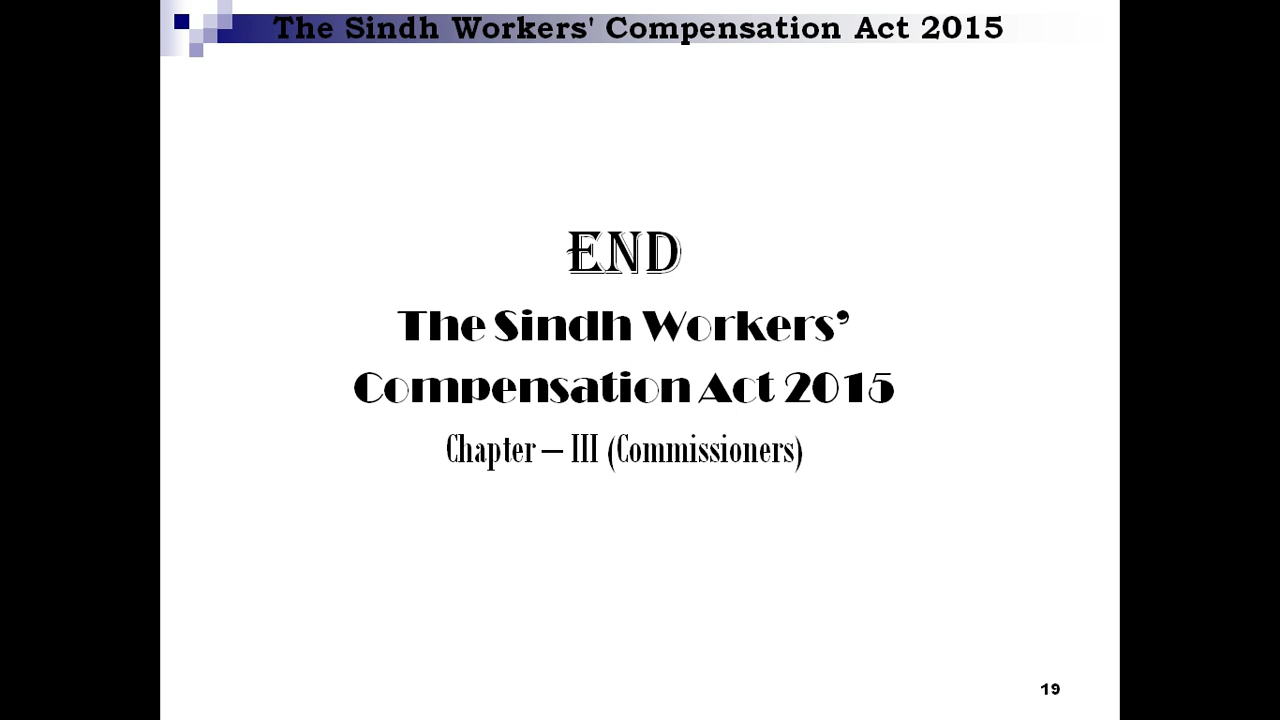 The Sindh Workers' Compensation Act 2015
END
The Sindh Workers’
Compensation Act 2015
Chapter – III (Commissioners)
19